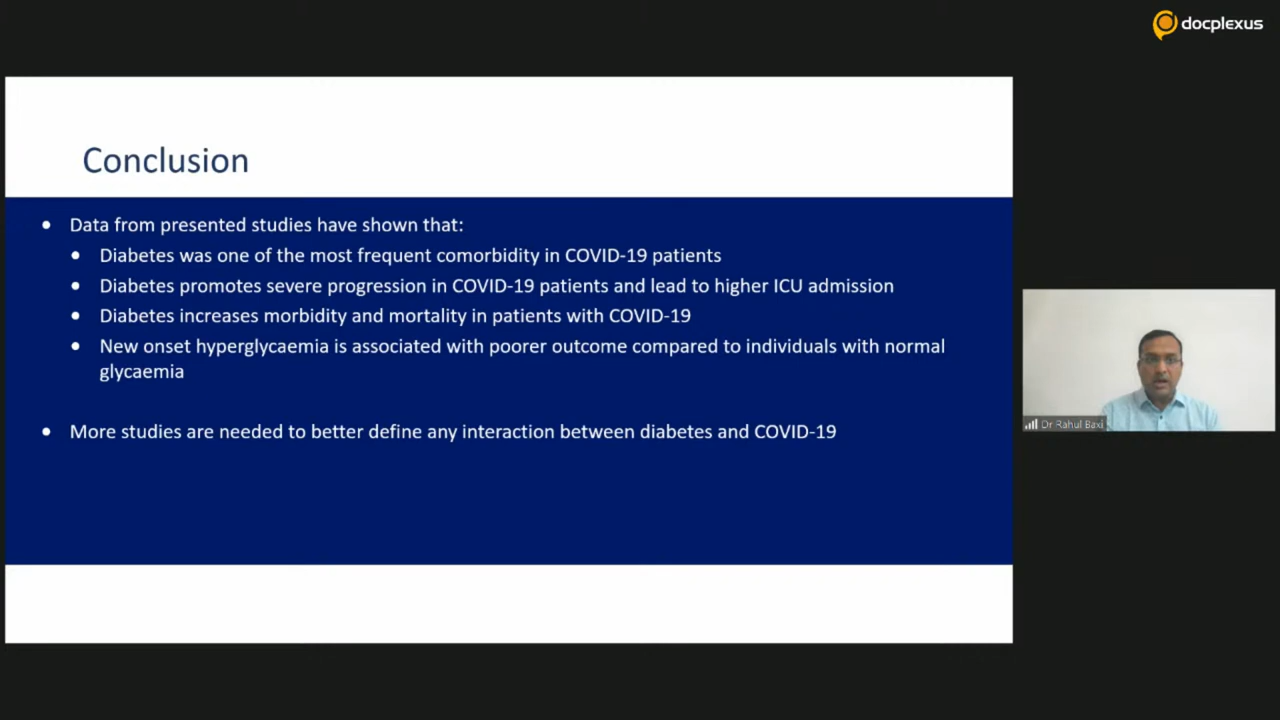 docplexus
Conclusion
• Data from presented studies have shown that:
• Diabetes was one of the most frequent comorbidity in COVID-19 patients
• Diabetes promotes severe progression in COVID-19 patients and lead to higher ICU admission
• Diabetes increases morbidity and mortality in patients with COVID-19
• New onset hyperglycaemia is associated with poorer outcome compared to individuals with normal
glycaemia
• More studies are needed to better define any interaction between diabetes and COVID-19
Dr Rahul Baxi